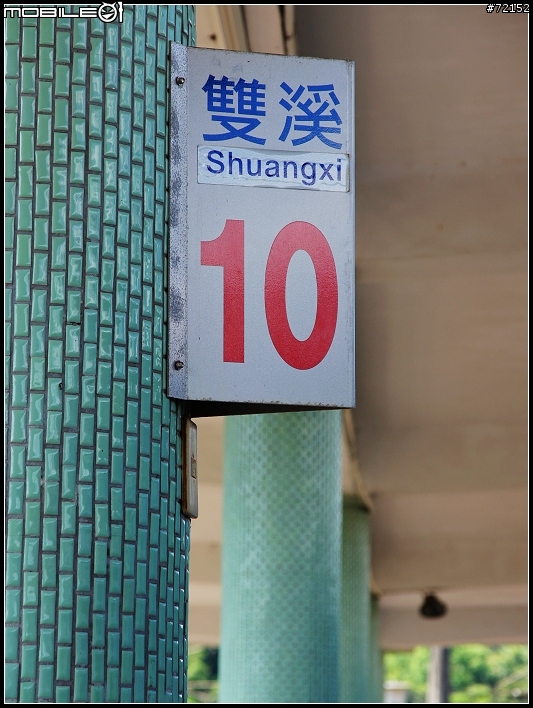 MOBILE01
#72152
雙溪
Shuangxi
10